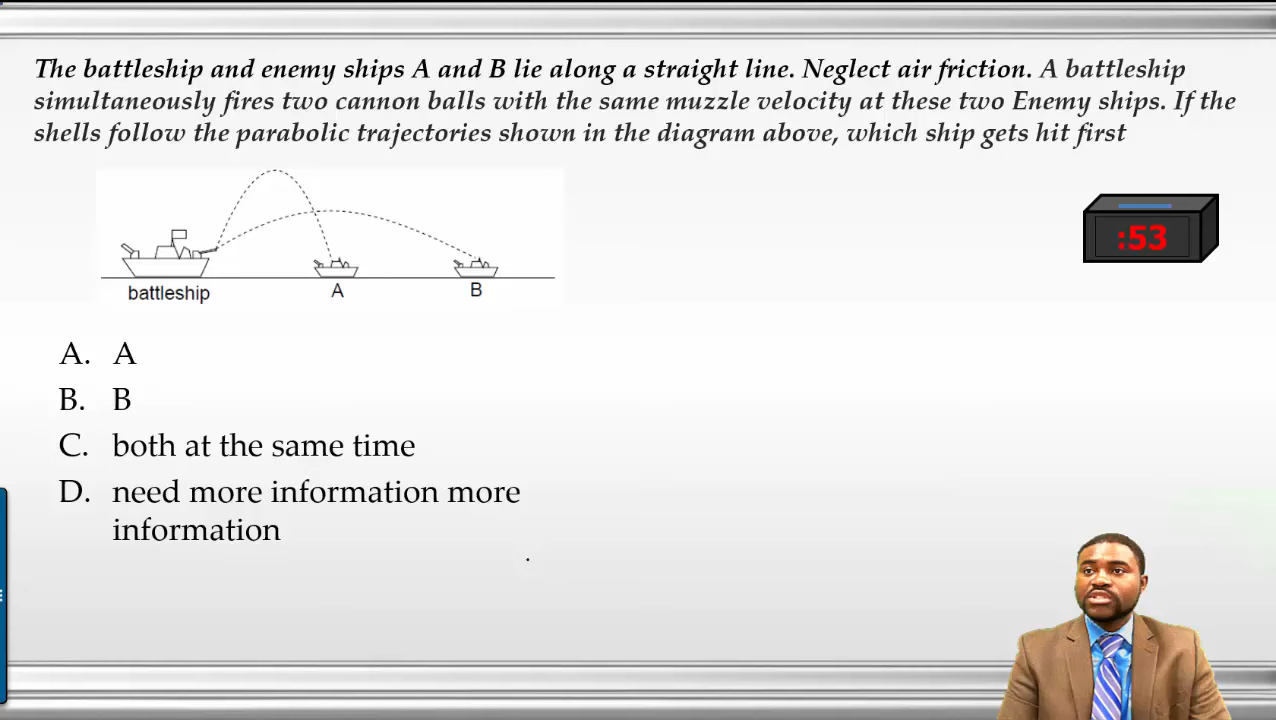 The battleship and enemy ships A and B lie along a straight line. Neglect air friction. A battleship
simultaneously fires two cannon balls with the same muzzle velocity at these two Enemy ships. If the
shells follow the parabolic trajectories shown in the diagram above, which ship gets hit first
:53
battleship
A
B
A. A
B. B
C. both at the same time
D. need more information more
information